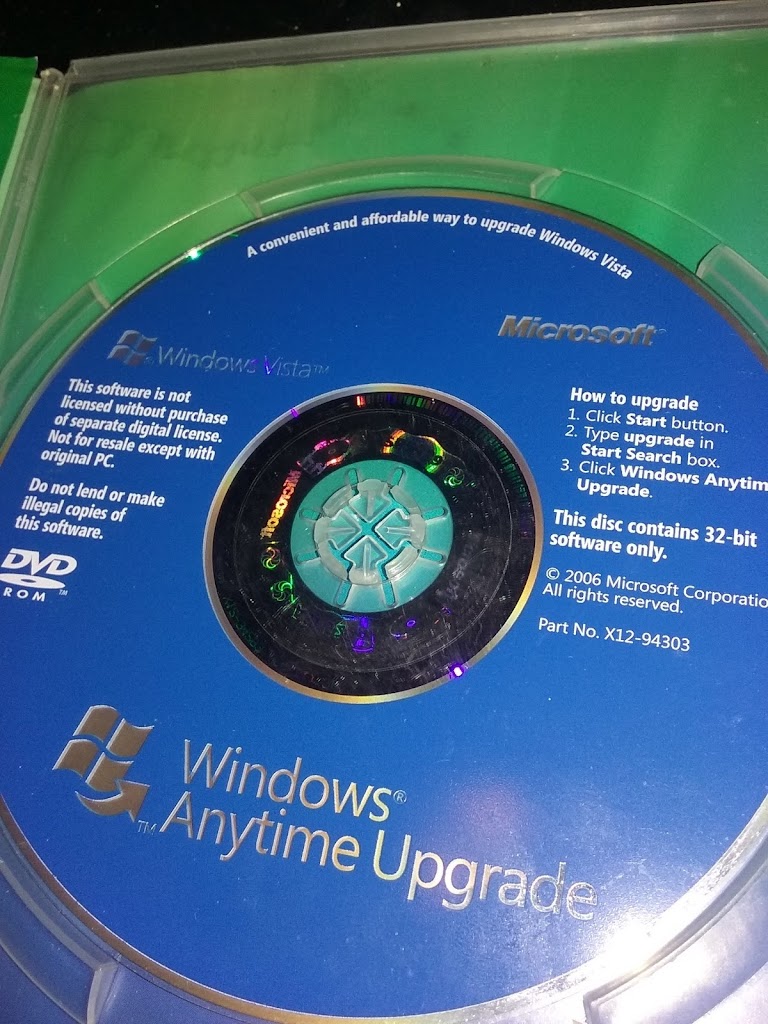 A convenient and affordable way to upgrade Windows Vista
Microsoft®
Windows Vista™
This software is not
licensed without purchase
of separate digital license.
Not for resale except with
original PC.
Do not lend or make
illegal copies of
this software.
DVD
ROM ™
How to upgrade
1. Click Start button.
2. Type upgrade in
Start Search box.
3. Click Windows Anytim
Upgrade.
This disc contains 32-bit
software only.
© 2006 Microsoft Corporatio
All rights reserved.
Part No. X12-94303
Microsoft
Windows®
™ Anytime Upgrade